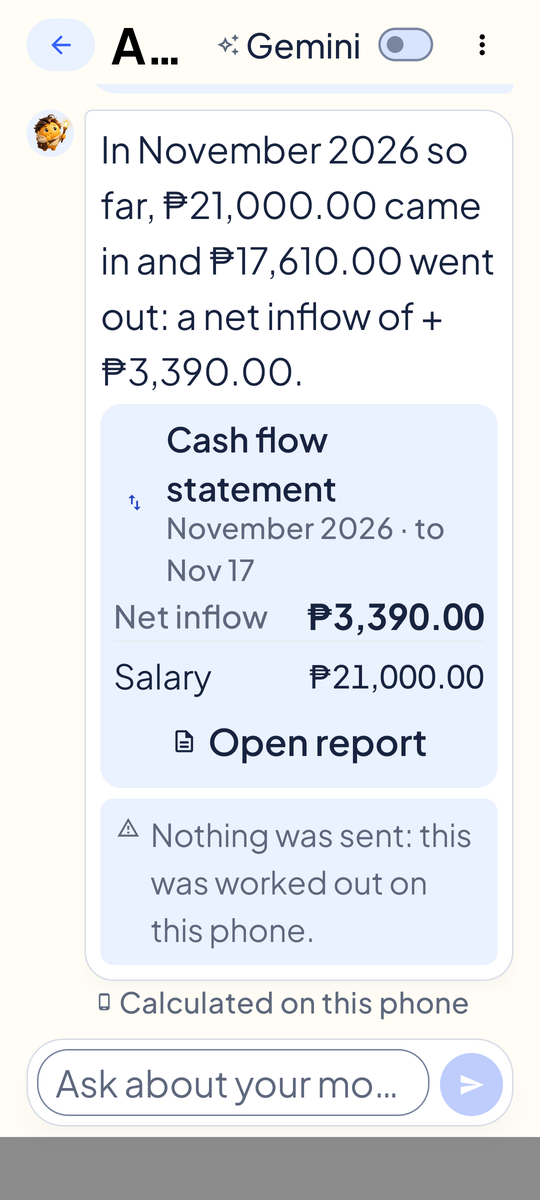 A...
Gemini
In November 2026 so
far, ₱21,000.00 came
in and ₱17,610.00 went
out: a net inflow of +
₱3,390.00.
Cash flow
statement
November 2026 · to
Nov 17
Net inflow ₱3,390.00
Salary ₱21,000.00
Open report
Nothing was sent: this
was worked out on
this phone.
Calculated on this phone
Ask about your mo...